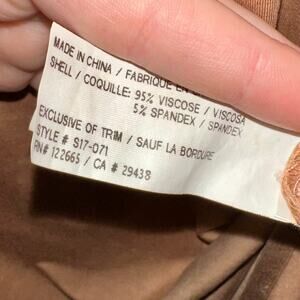 MADE IN CHINA / FABRIQUE EN
SHELL / COQUILLE: 95% VISCOSE / VISCOSA
5% SPANDEX / SPANDEX
EXCLUSIVE OF TRIM / SAUF LA BORDURE
STYLE # S17-071
RN# 122665 / CA # 29438